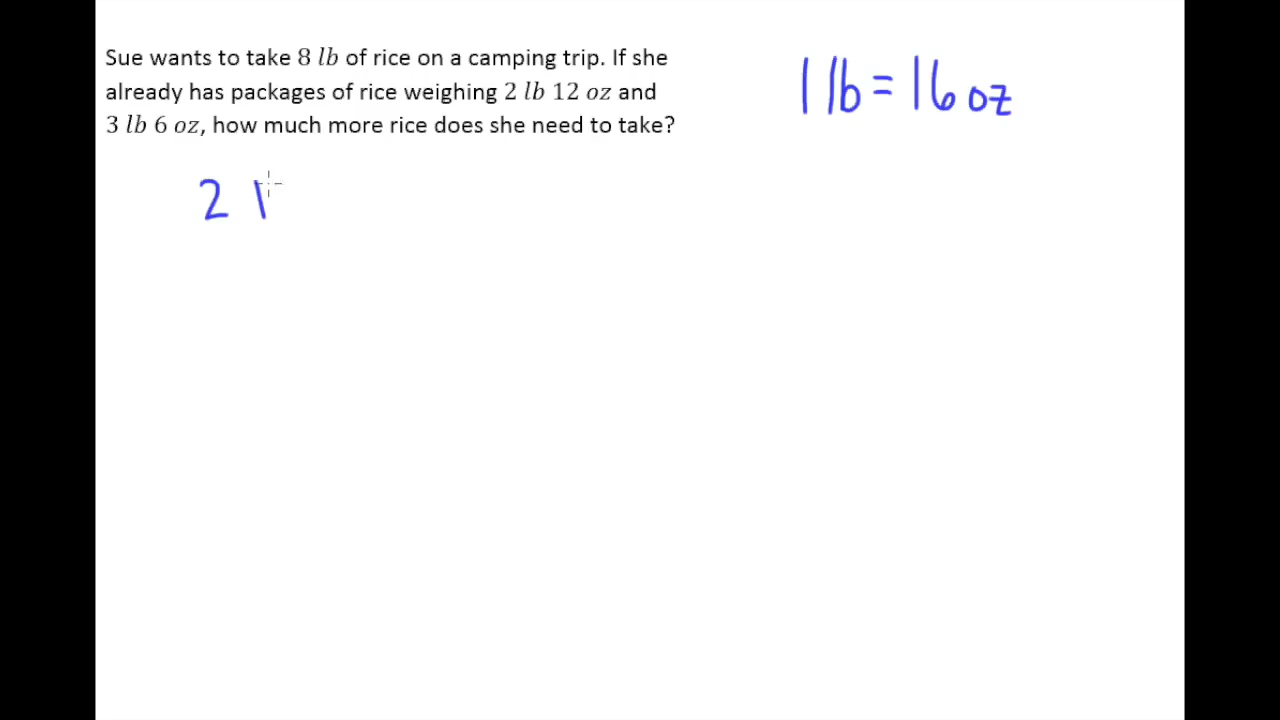 Sue wants to take 8 lb of rice on a camping trip. If she
already has packages of rice weighing 2 lb 12 oz and
3 lb 6 oz, how much more rice does she need to take?
1 lb = 16 oz
2 l